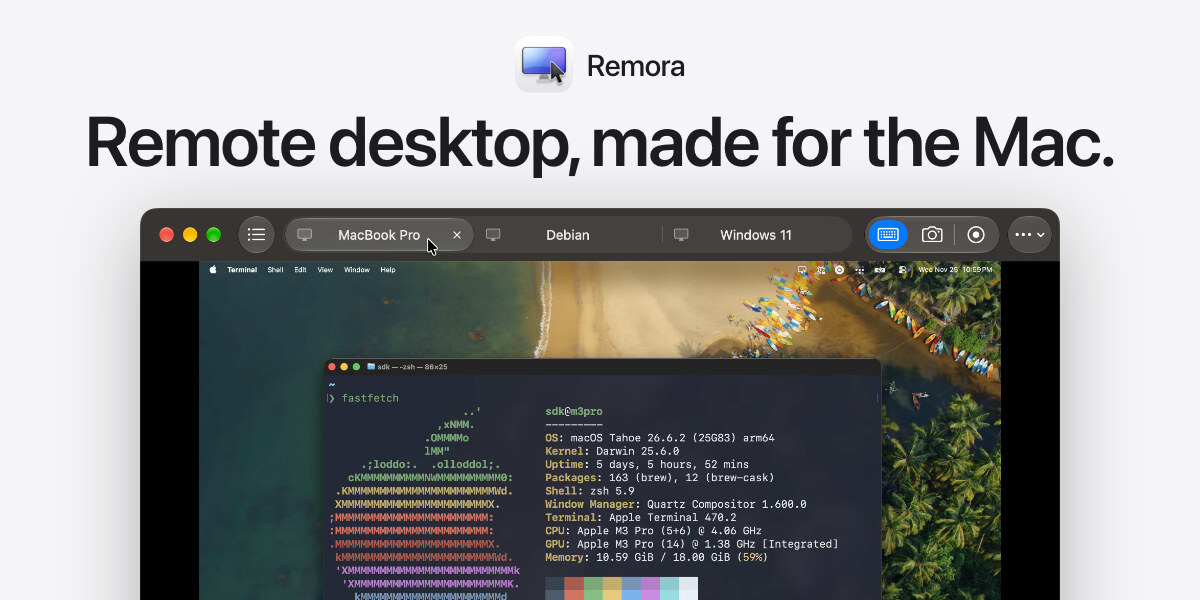 Remora
Remote desktop, made for the Mac.
MacBook Pro
Debian
Windows 11
Terminal Shell Edit View Window Help
Wed Nov 25 10:59 PM
sdk — -zsh — 86×25
~
❯ fastfetch
sdk@m3pro
---------
OS: macOS Tahoe 26.6.2 (25G83) arm64
Kernel: Darwin 25.6.0
Uptime: 5 days, 5 hours, 52 mins
Packages: 163 (brew), 12 (brew-cask)
Shell: zsh 5.9
Window Manager: Quartz Compositor 1.600.0
Terminal: Apple Terminal 470.2
CPU: Apple M3 Pro (5+6) @ 4.06 GHz
GPU: Apple M3 Pro (14) @ 1.38 GHz [Integrated]
Memory: 10.59 GiB / 18.00 GiB (59%)